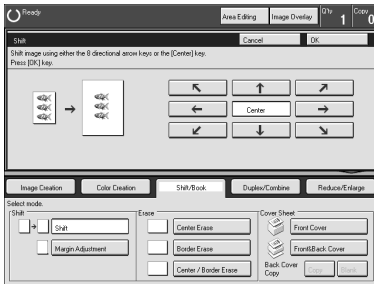 Ready
Area Editing
Image Overlay
Q'ty
1
Copy
0
Shift
Cancel
OK
Shift image using either the 8 directional arrow keys or the [Center] key.
Press [OK] key.
Center
Image Creation
Color Creation
Shift/Book
Duplex/Combine
Reduce/Enlarge
Select mode.
Shift
Erase
Cover Sheet
Shift
Center Erase
Front Cover
Margin Adjustment
Border Erase
Front&Back Cover
Center / Border Erase
Back Cover
Copy
Copy
Blank